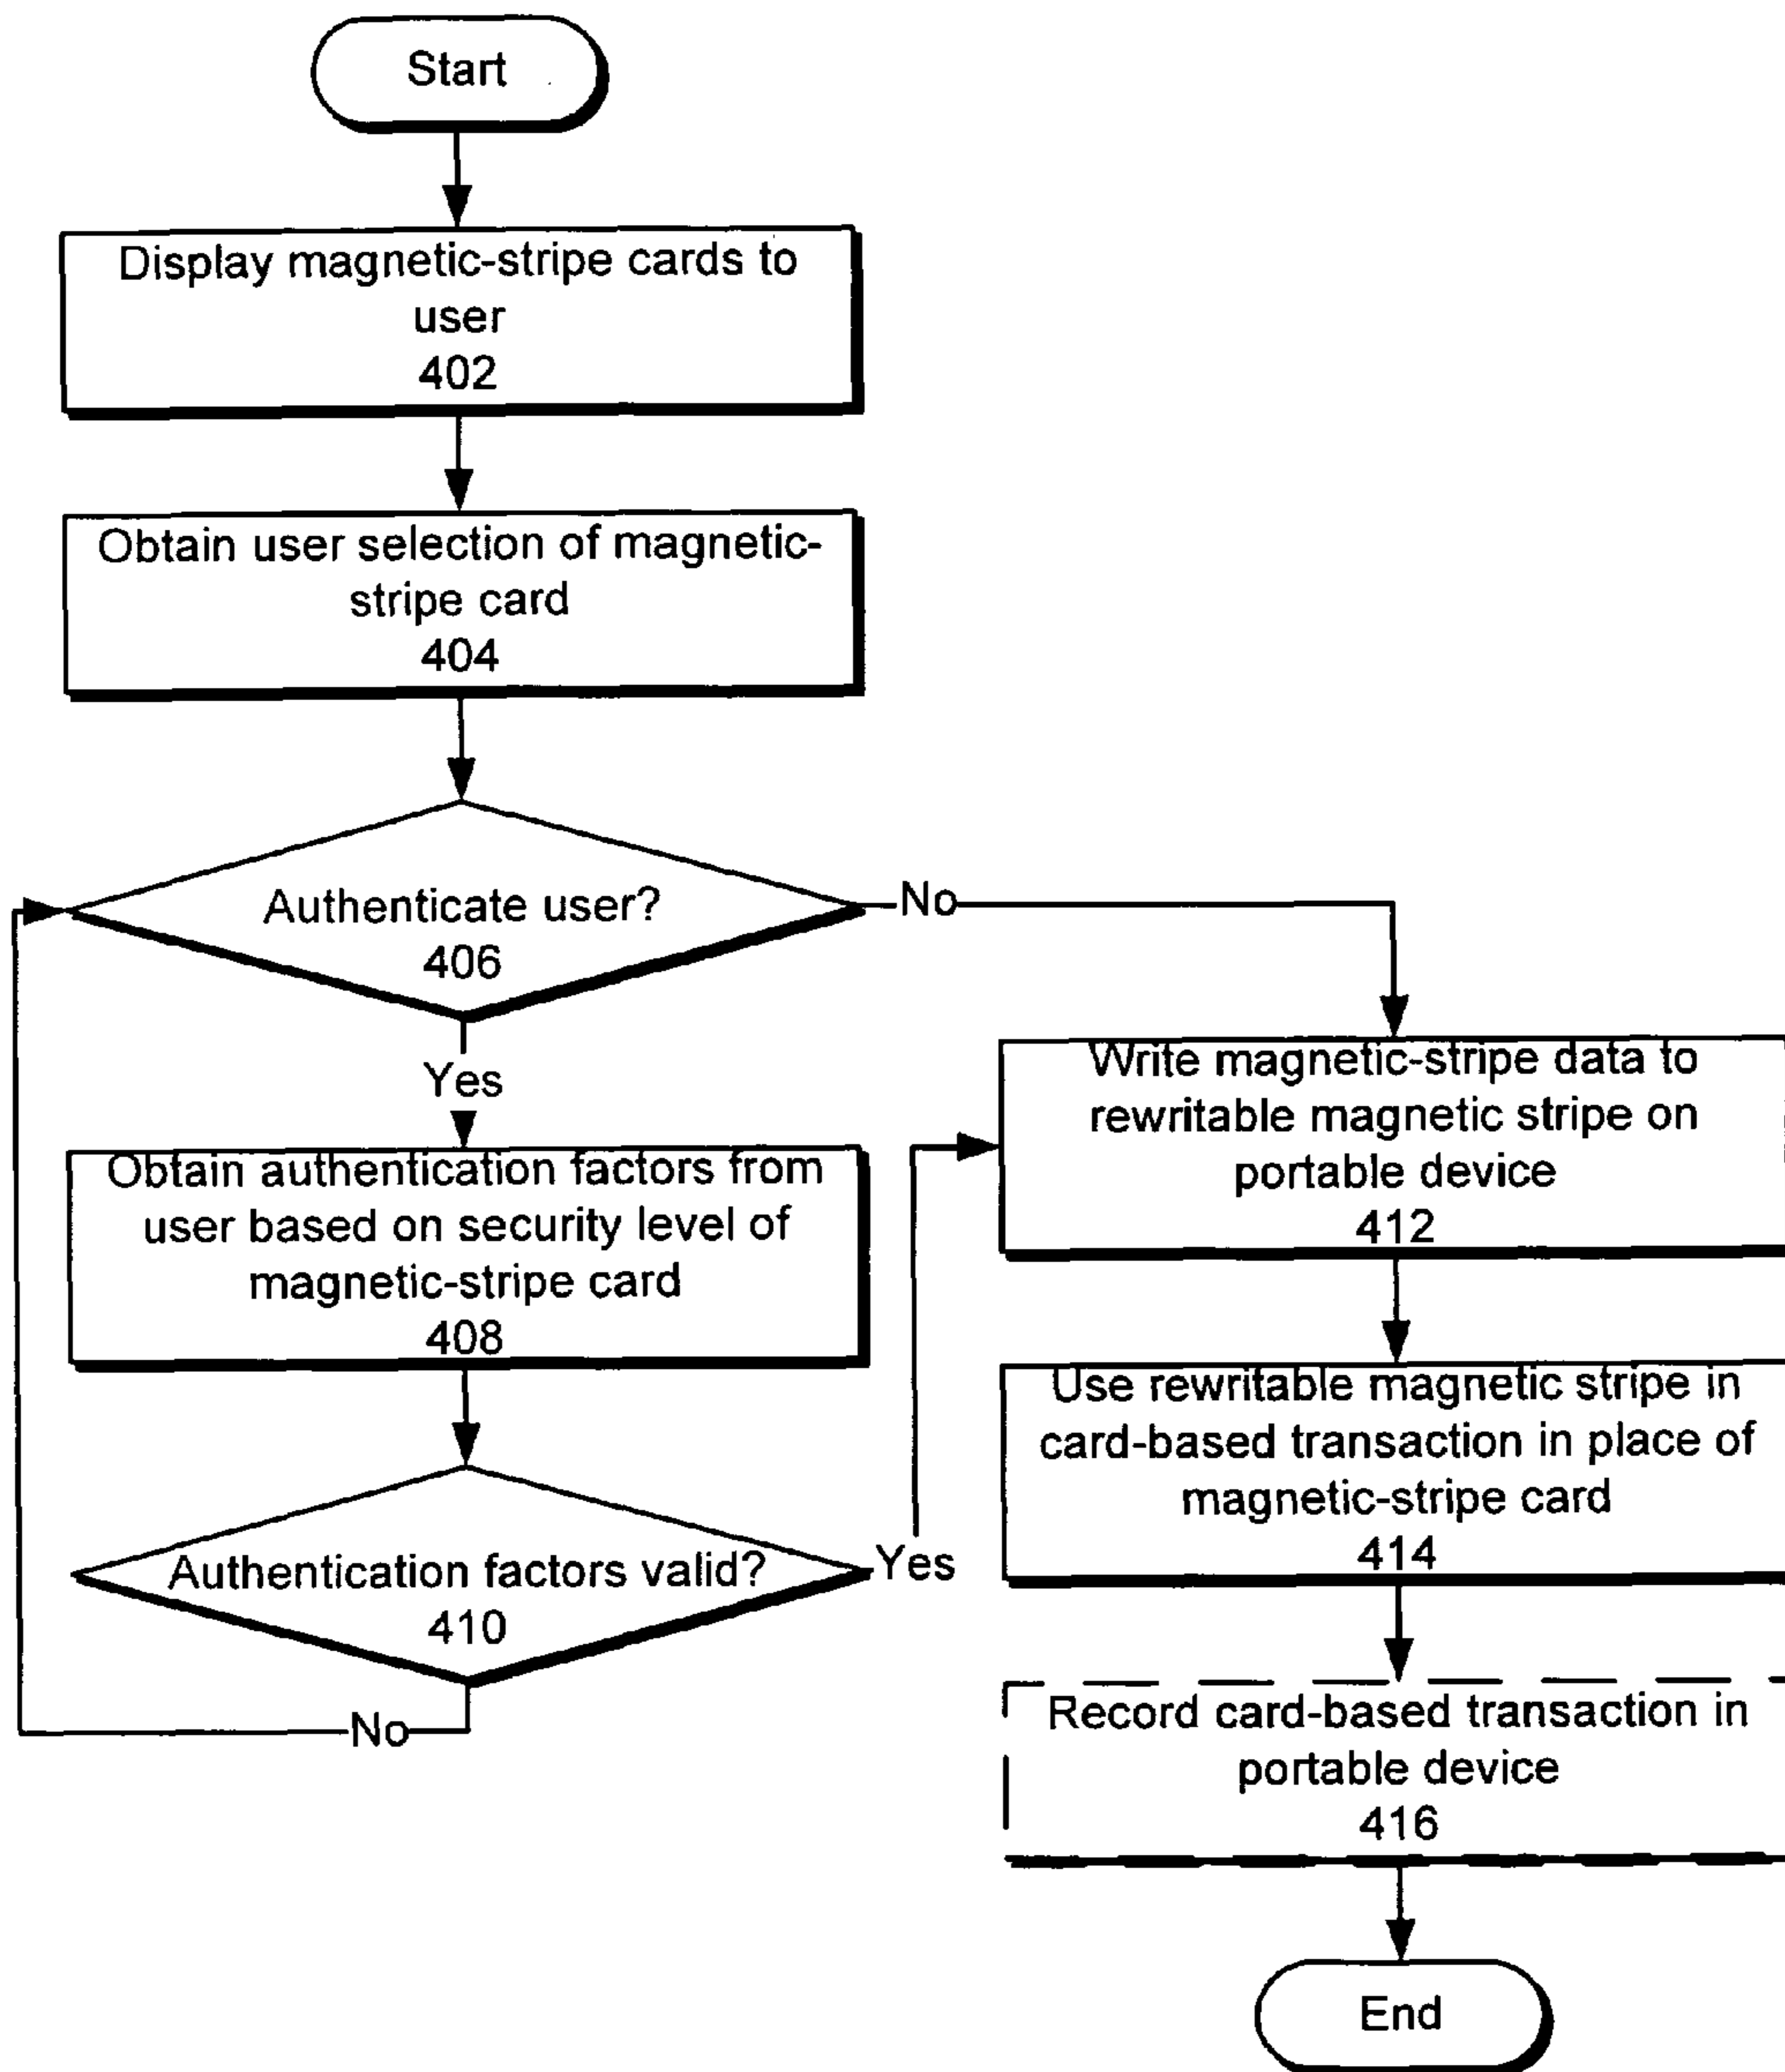 Start
Display magnetic-stripe cards to
user
402
Obtain user selection of magnetic-
stripe card
404
Authenticate user?
406
No
Yes
Obtain authentication factors from
user based on security level of
magnetic-stripe card
408
Authentication factors valid?
410
Yes
No
Write magnetic-stripe data to
rewritable magnetic stripe on
portable device
412
Use rewritable magnetic stripe in
card-based transaction in place of
magnetic-stripe card
414
Record card-based transaction in
portable device
416
End